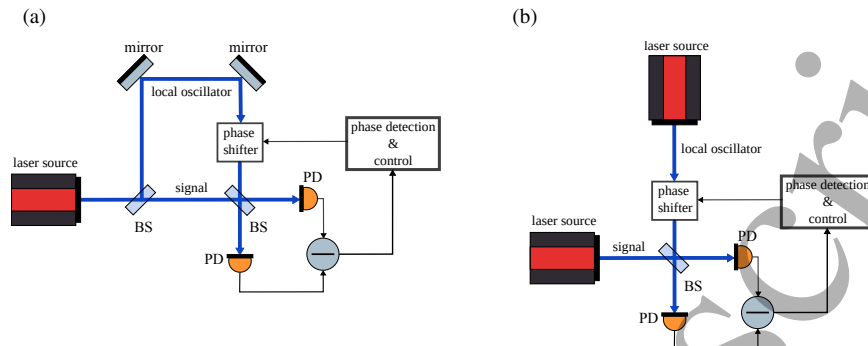 (a)
mirror
mirror
local oscillator
phase
shifter
phase detection
&
control
laser source
signal
PD
BS
BS
PD
(b)
laser source
local oscillator
phase
shifter
phase detection
&
control
laser source
signal
PD
BS
PD